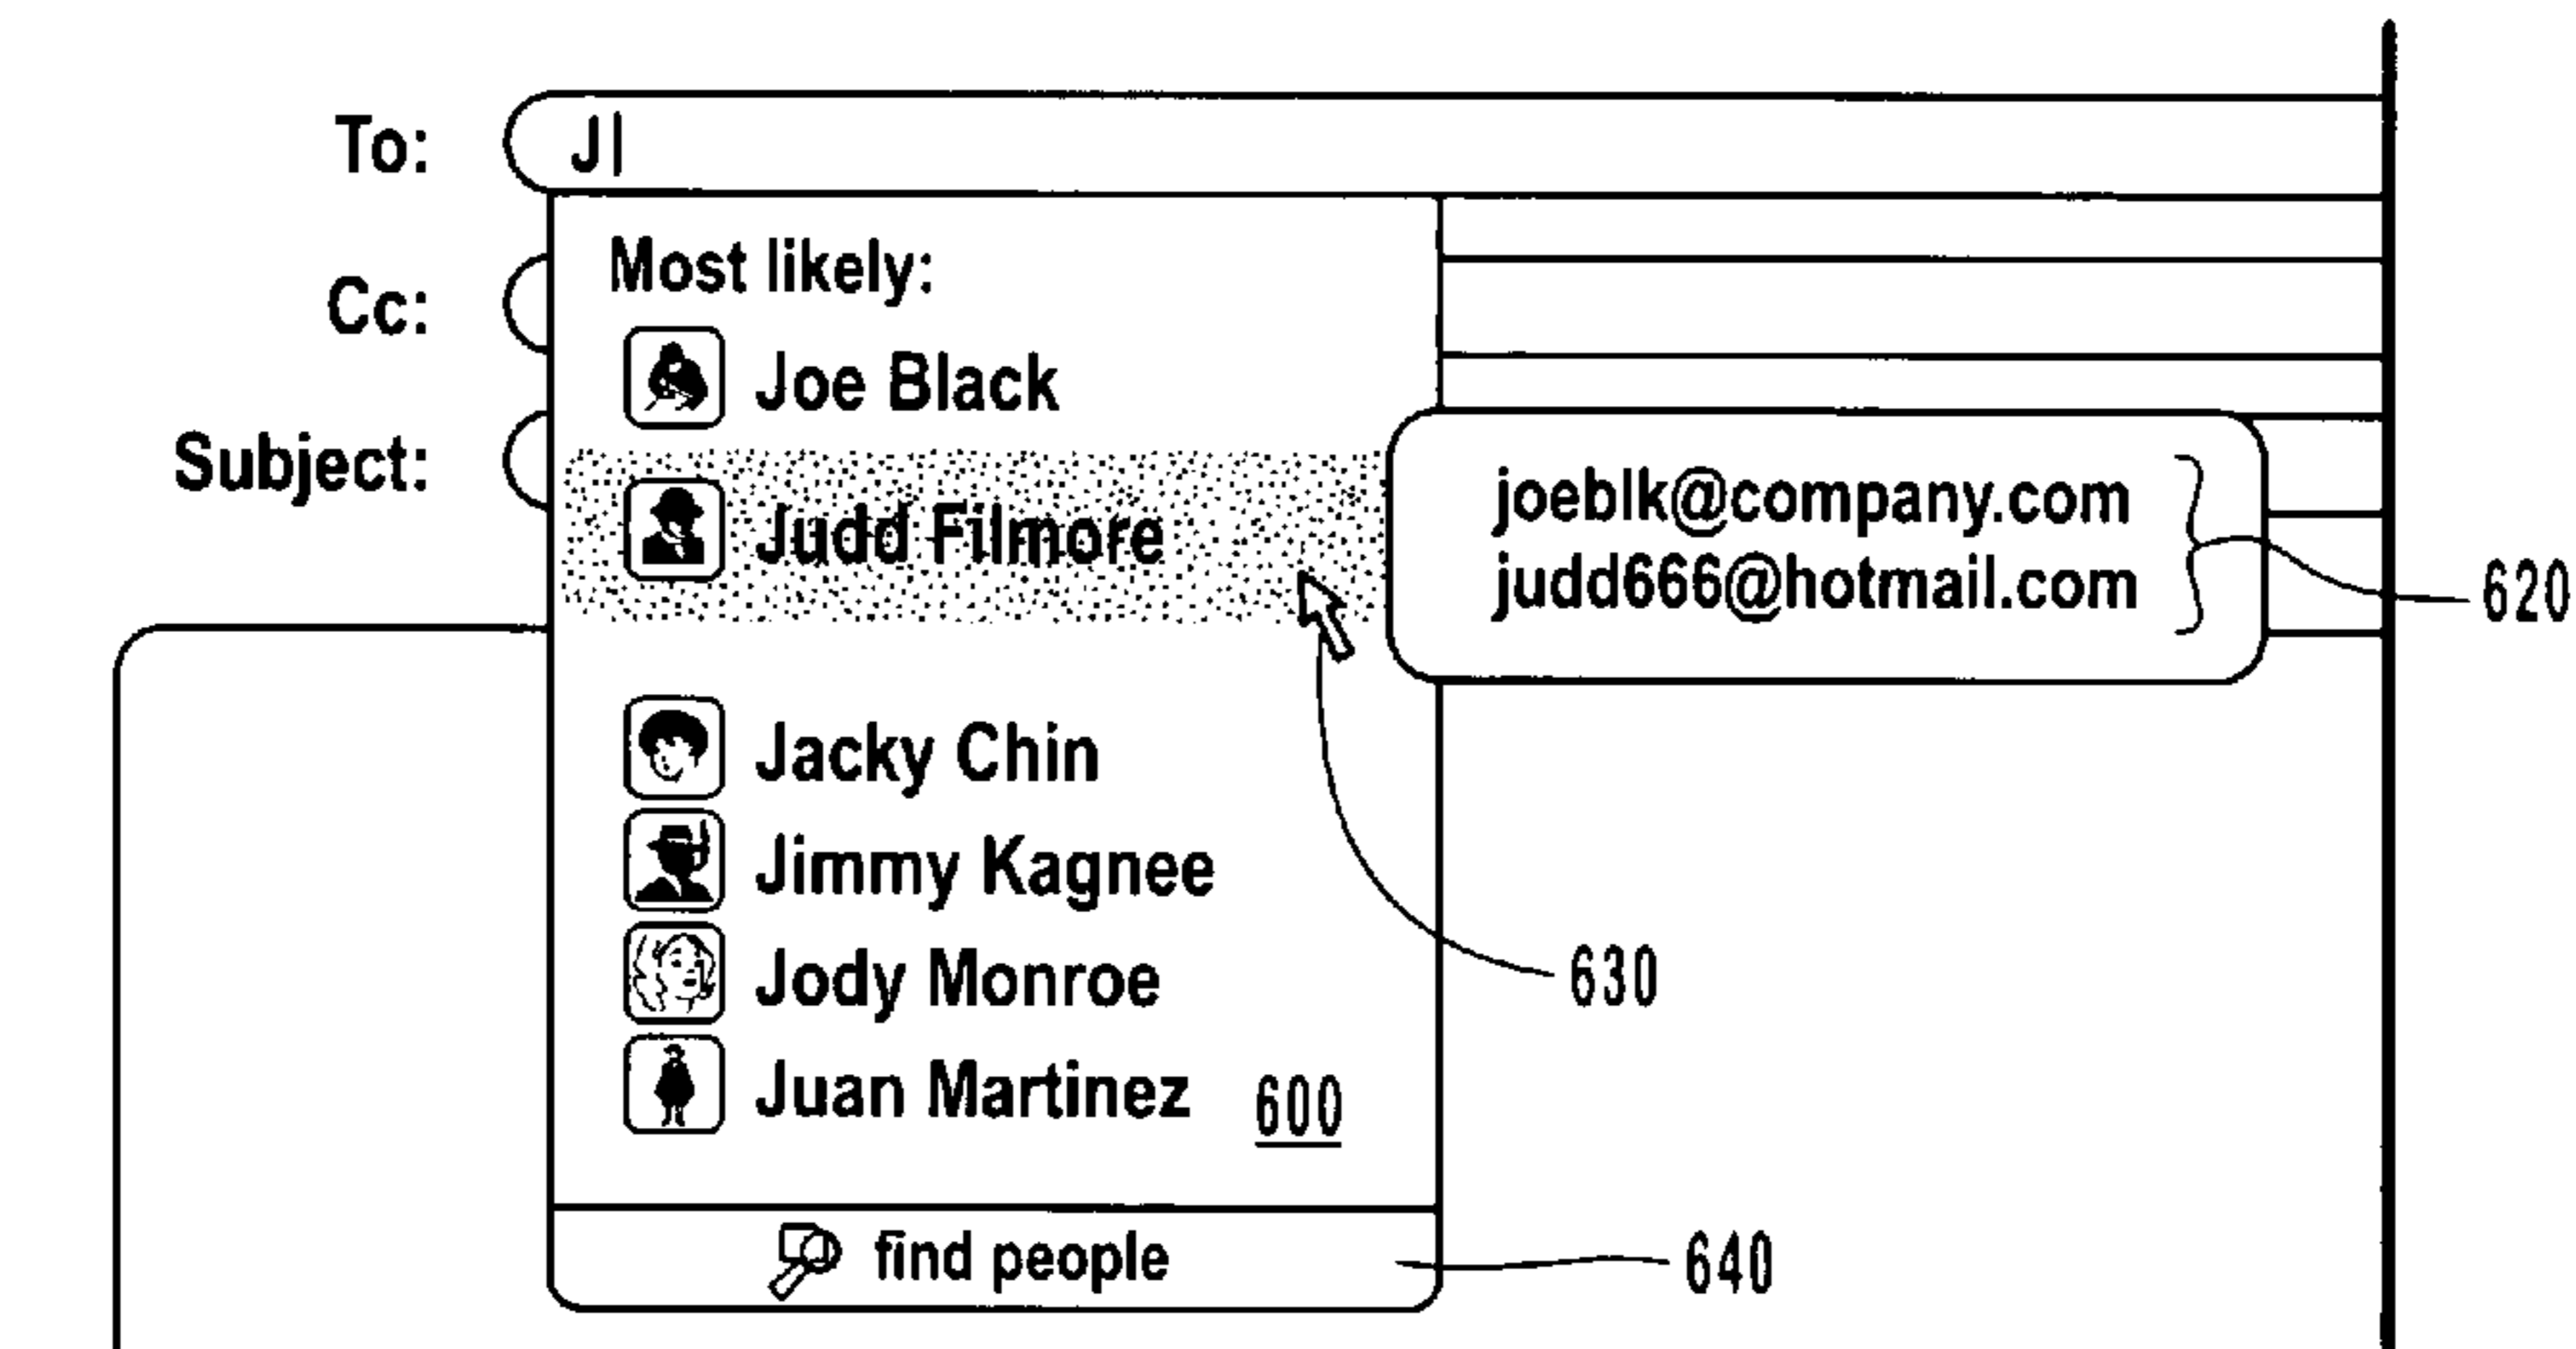 To: J
Most likely:
Cc:
Joe Black
Subject:
Judd Filmore
joeblk@company.com
judd666@hotmail.com
620
Jacky Chin
Jimmy Kagnee
Jody Monroe
630
Juan Martinez
600
find people
640